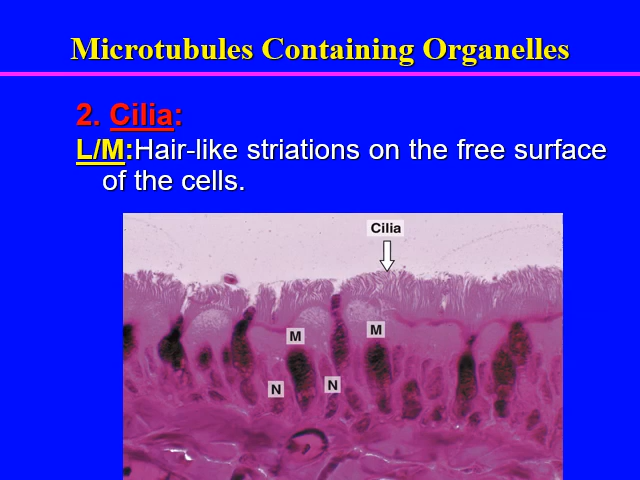 Microtubules Containing Organelles
2. Cilia:
L/M:Hair-like striations on the free surface
of the cells.
Cilia
M
M
N
N